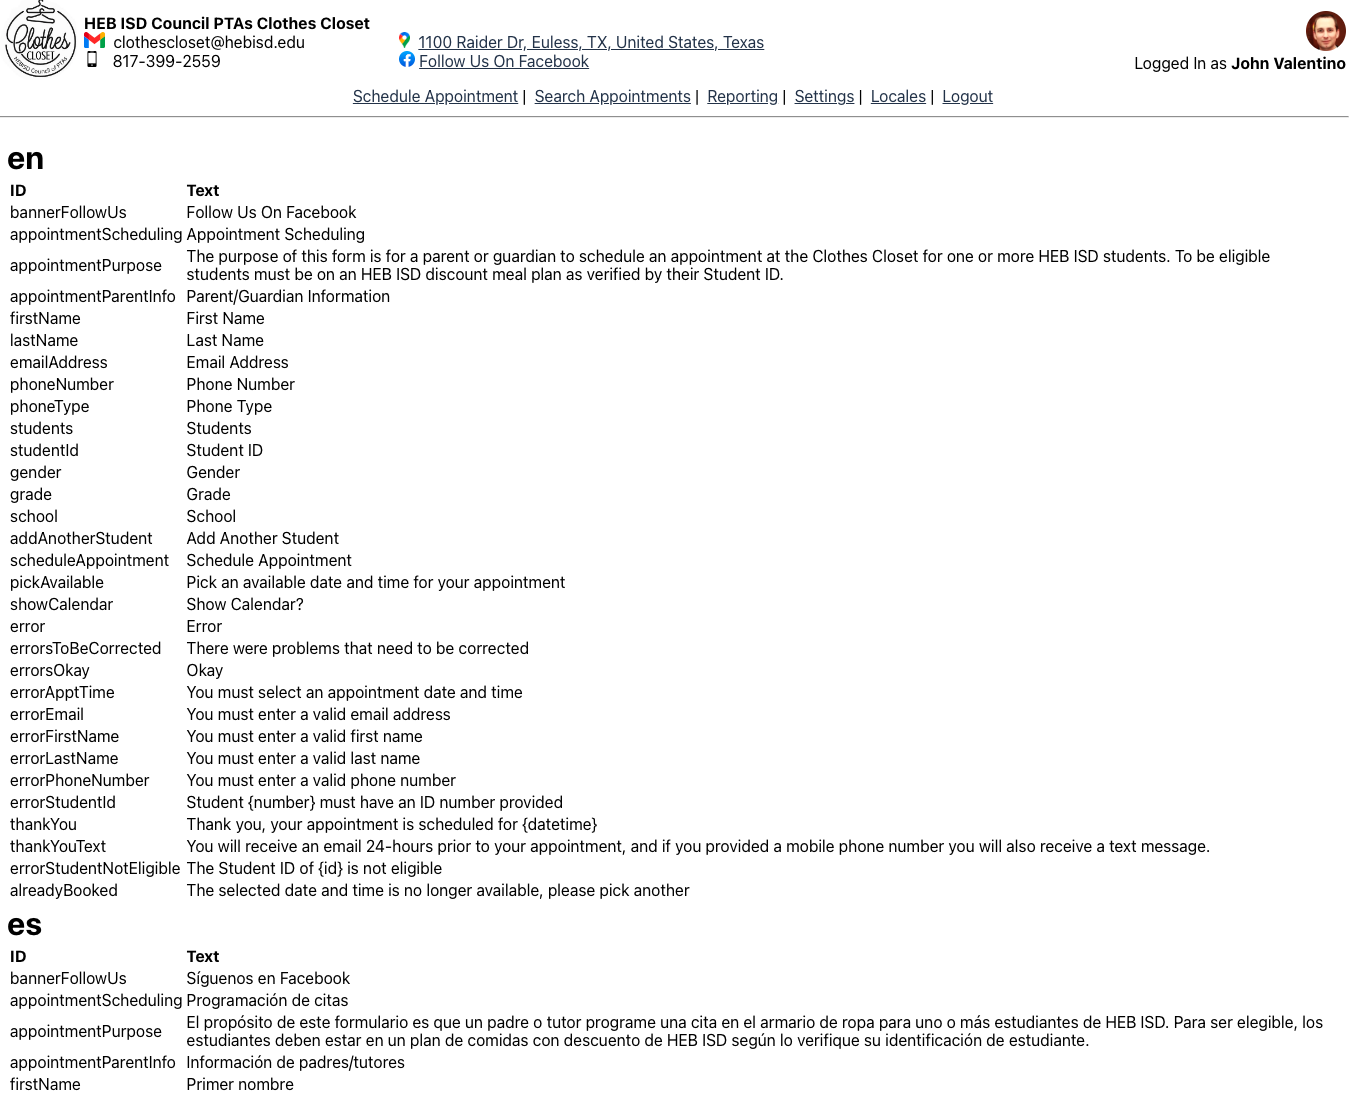 Clothes
CLOSET
HEBISD Council of PTAs
HEB ISD Council PTAs Clothes Closet
clothescloset@hebisd.edu
817-399-2559
1100 Raider Dr, Euless, TX, United States, Texas
Follow Us On Facebook
Logged In as John Valentino
Schedule Appointment | Search Appointments | Reporting | Settings | Locales | Logout
en
ID Text
bannerFollowUs Follow Us On Facebook
appointmentScheduling Appointment Scheduling
appointmentPurpose The purpose of this form is for a parent or guardian to schedule an appointment at the Clothes Closet for one or more HEB ISD students. To be eligible
students must be on an HEB ISD discount meal plan as verified by their Student ID.
appointmentParentInfo Parent/Guardian Information
firstName First Name
lastName Last Name
emailAddress Email Address
phoneNumber Phone Number
phoneType Phone Type
students Students
studentId Student ID
gender Gender
grade Grade
school School
addAnotherStudent Add Another Student
scheduleAppointment Schedule Appointment
pickAvailable Pick an available date and time for your appointment
showCalendar Show Calendar?
error Error
errorsToBeCorrected There were problems that need to be corrected
errorsOkay Okay
errorApptTime You must select an appointment date and time
errorEmail You must enter a valid email address
errorFirstName You must enter a valid first name
errorLastName You must enter a valid last name
errorPhoneNumber You must enter a valid phone number
errorStudentId Student {number} must have an ID number provided
thankYou Thank you, your appointment is scheduled for {datetime}
thankYouText You will receive an email 24-hours prior to your appointment, and if you provided a mobile phone number you will also receive a text message.
errorStudentNotEligible The Student ID of {id} is not eligible
alreadyBooked The selected date and time is no longer available, please pick another
es
ID Text
bannerFollowUs Síguenos en Facebook
appointmentScheduling Programación de citas
appointmentPurpose El propósito de este formulario es que un padre o tutor programe una cita en el armario de ropa para uno o más estudiantes de HEB ISD. Para ser elegible, los
estudiantes deben estar en un plan de comidas con descuento de HEB ISD según lo verifique su identificación de estudiante.
appointmentParentInfo Información de padres/tutores
firstName Primer nombre